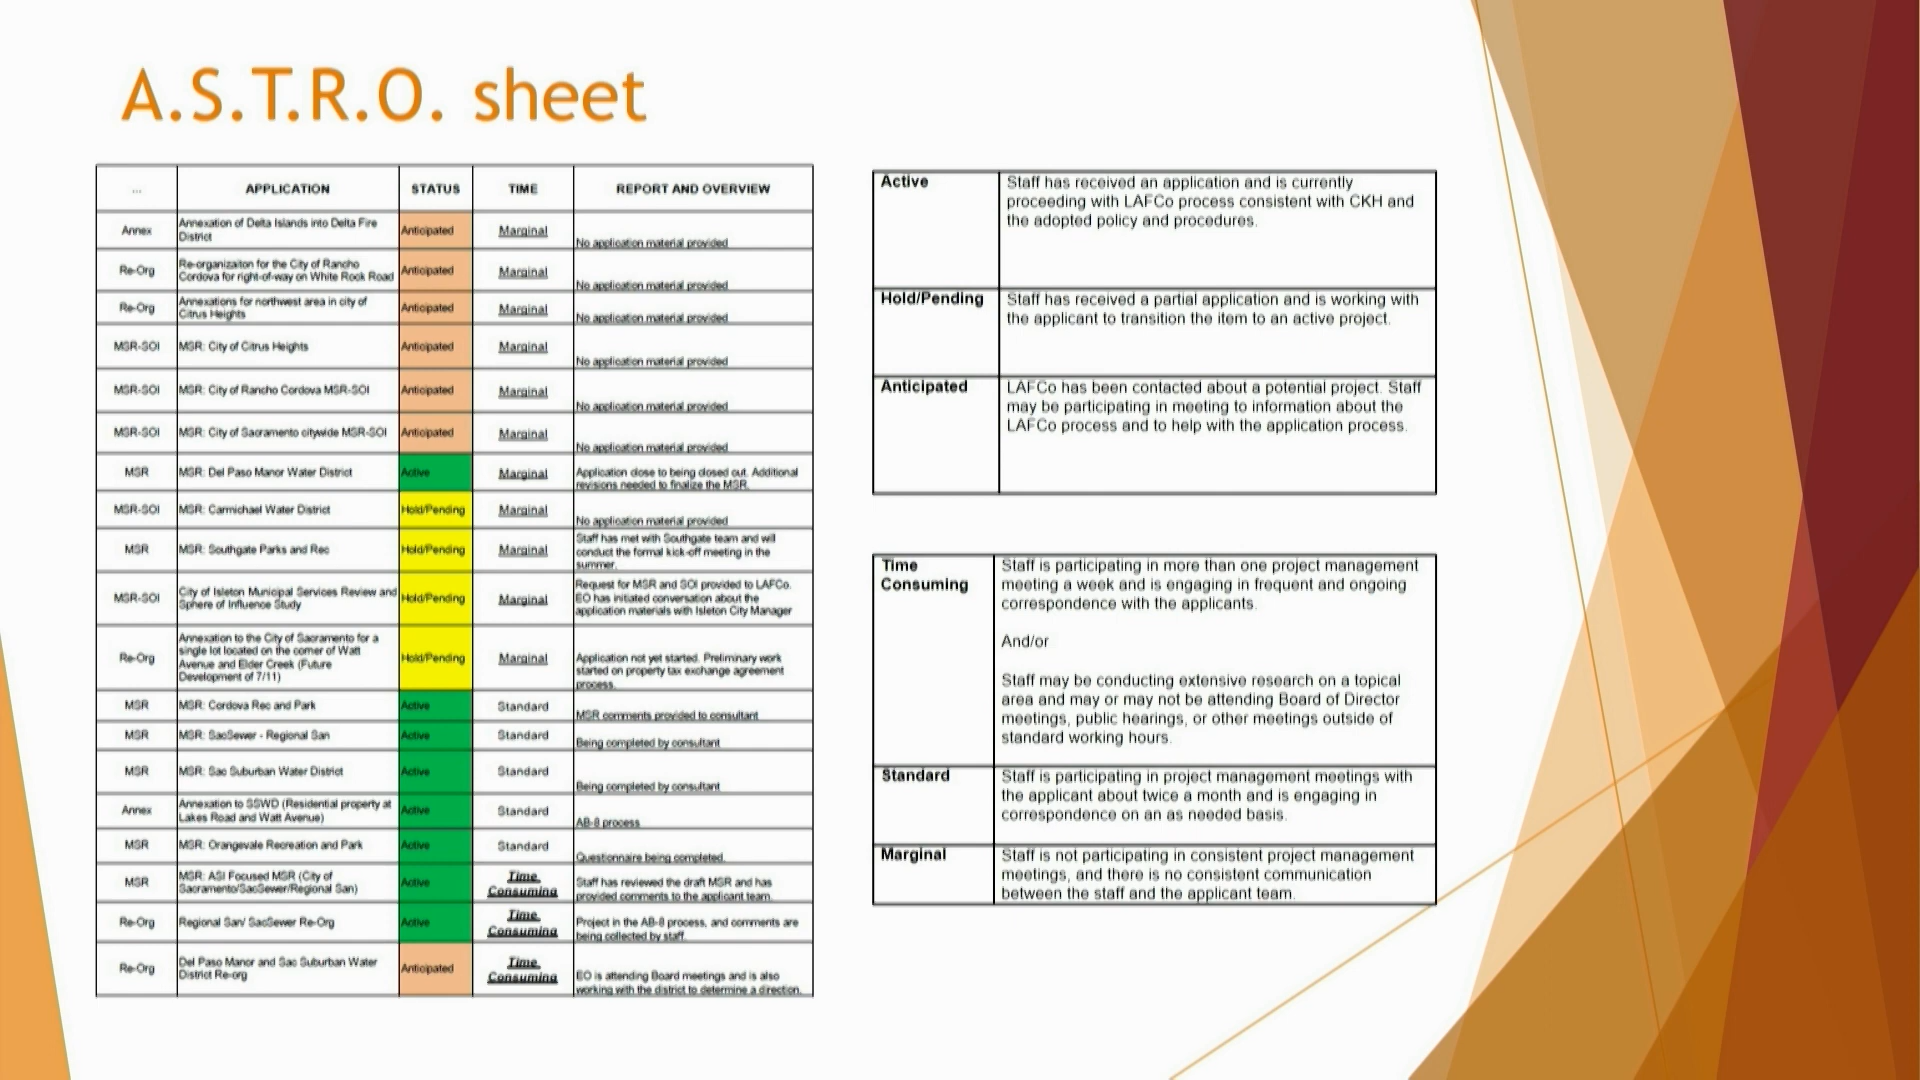 A.S.T.R.O. sheet
... APPLICATION STATUS TIME REPORT AND OVERVIEW
Annex
Annexation of Delta Islands into Delta Fire
District
Anticipated
Marginal
No application material provided
Re-Org
Re-organizaiton for the City of Rancho
Cordova for right-of-way on White Rock Road
Anticipated
Marginal
No application material provided
Re-Org
Annexations for northwest area in city of
Citrus Heights
Anticipated
Marginal
No application material provided
MSR-SOI
MSR: City of Citrus Heights
Anticipated
Marginal
No application material provided
MSR-SOI
MSR: City of Rancho Cordova MSR-SOI
Anticipated
Marginal
No application material provided
MSR-SOI
MSR: City of Sacramento citywide MSR-SOI
Anticipated
Marginal
No application material provided
MSR
MSR: Del Paso Manor Water District
Active
Marginal
Application close to being closed out. Additional
revisions needed to finalize the MSR.
MSR-SOI
MSR: Carmichael Water District
Hold/Pending
Marginal
No application material provided
MSR
MSR: Southgate Parks and Rec
Hold/Pending
Marginal
Staff has met with Southgate team and will
conduct the formal kick-off meeting in the
summer.
MSR-SOI
City of Isleton Municipal Services Review and
Sphere of Influence Study
Hold/Pending
Marginal
Request for MSR and SOI provided to LAFCo.
EO has initiated conversation about the
application materials with Isleton City Manager
Re-Org
Annexation to the City of Sacramento for a
single lot located on the corner of Watt
Avenue and Elder Creek (Future
Development of 7/11)
Hold/Pending
Marginal
Application not yet started. Preliminary work
started on property tax exchange agreement
process.
MSR
MSR: Cordova Rec and Park
Active
Standard
MSR comments provided to consultant
MSR
MSR: SacSewer - Regional San
Active
Standard
Being completed by consultant
MSR
MSR: Sac Suburban Water District
Active
Standard
Being completed by consultant
Annex
Annexation to SSWD (Residential property at
Lakes Road and Watt Avenue)
Active
Standard
AB-8 process
MSR
MSR: Orangevale Recreation and Park
Active
Standard
Questionnaire being completed.
MSR
MSR: ASI Focused MSR (City of
Sacramento/SacSewer/Regional San)
Active
Time
Consuming
Staff has reviewed the draft MSR and has
provided comments to the applicant team.
Re-Org
Regional San/ SacSewer Re-Org
Active
Time
Consuming
Project in the AB-8 process, and comments are
being collected by staff.
Re-Org
Del Paso Manor and Sac Suburban Water
District Re-org
Anticipated
Time
Consuming
EO is attending Board meetings and is also
working with the district to determine a direction.
Active
Staff has received an application and is currently
proceeding with LAFCo process consistent with CKH and
the adopted policy and procedures.
Hold/Pending
Staff has received a partial application and is working with
the applicant to transition the item to an active project.
Anticipated
LAFCo has been contacted about a potential project. Staff
may be participating in meeting to information about the
LAFCo process and to help with the application process.
Time
Consuming
Staff is participating in more than one project management
meeting a week and is engaging in frequent and ongoing
correspondence with the applicants.
And/or
Staff may be conducting extensive research on a topical
area and may or may not be attending Board of Director
meetings, public hearings, or other meetings outside of
standard working hours.
Standard
Staff is participating in project management meetings with
the applicant about twice a month and is engaging in
correspondence on an as needed basis.
Marginal
Staff is not participating in consistent project management
meetings, and there is no consistent communication
between the staff and the applicant team.